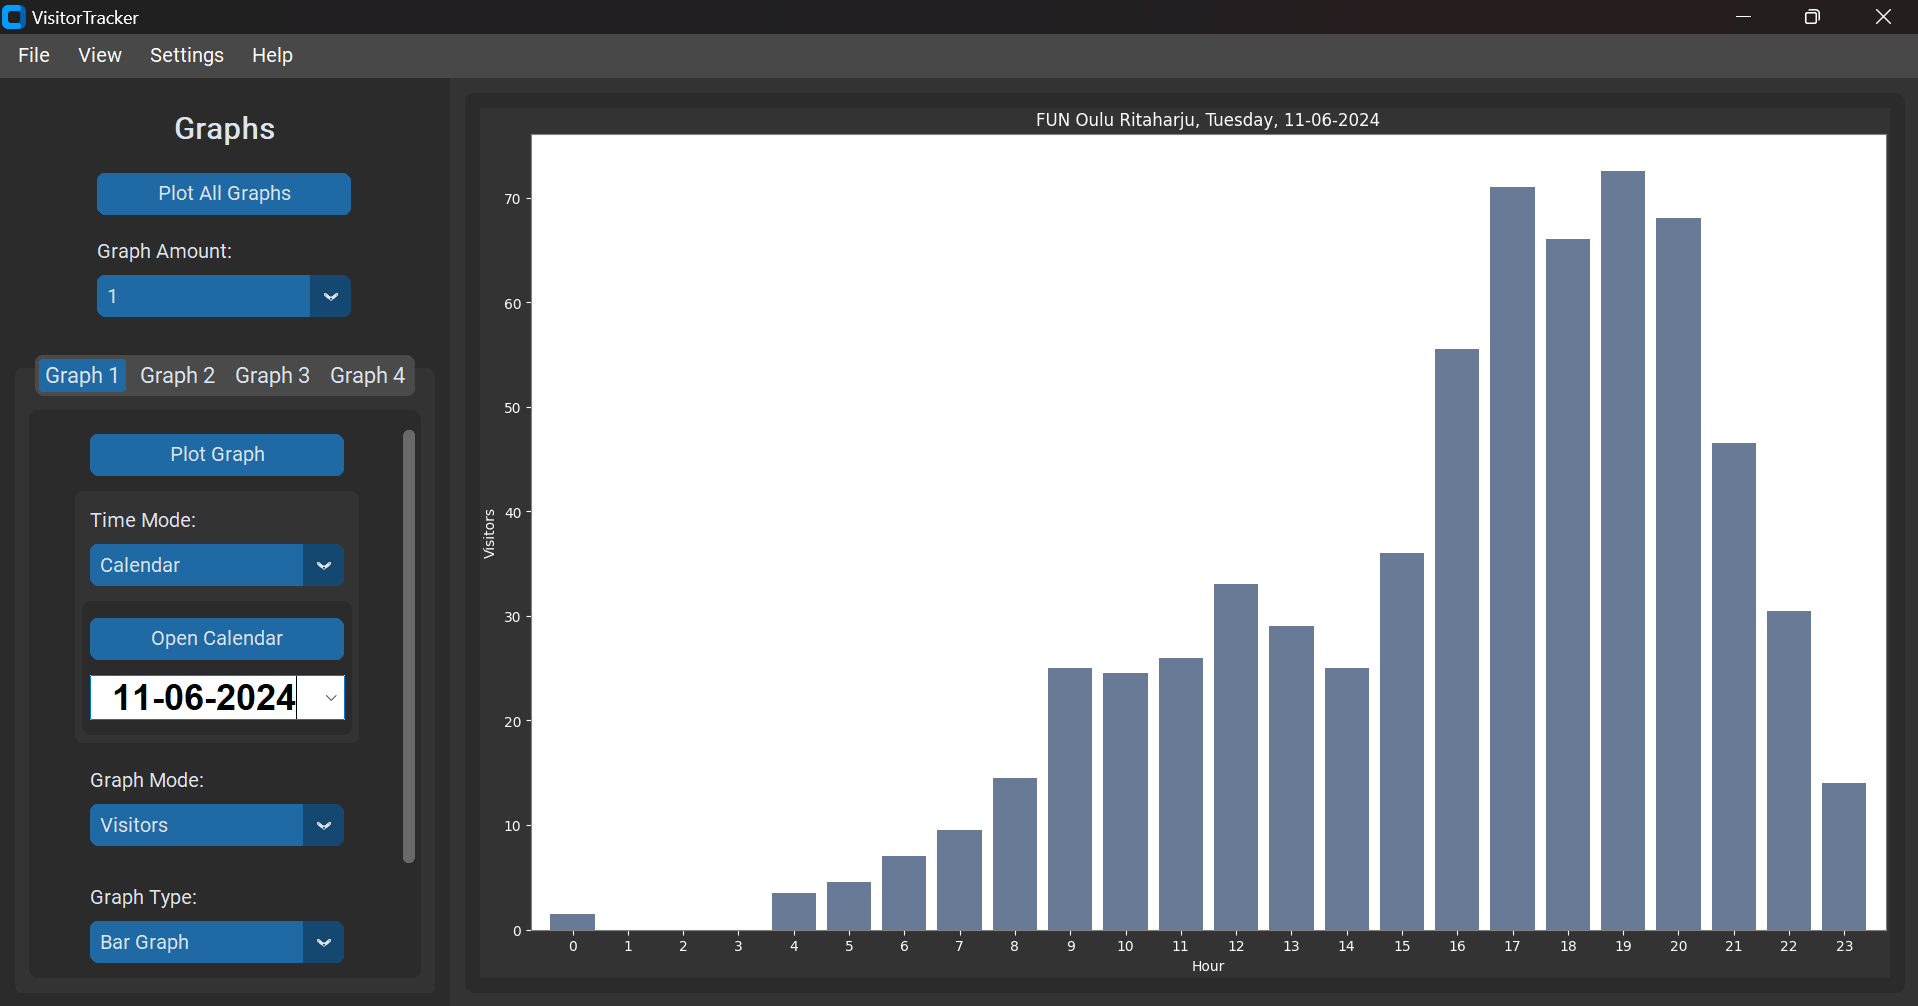 VisitorTracker
File View Settings Help
Graphs
Plot All Graphs
Graph Amount:
1
Graph 1 Graph 2 Graph 3 Graph 4
Plot Graph
Time Mode:
Calendar
Open Calendar
11-06-2024
Graph Mode:
Visitors
Graph Type:
Bar Graph
FUN Oulu Ritaharju, Tuesday, 11-06-2024
70
60
50
40
30
20
10
0
Visitors
0 1 2 3 4 5 6 7 8 9 10 11 12 13 14 15 16 17 18 19 20 21 22 23
Hour